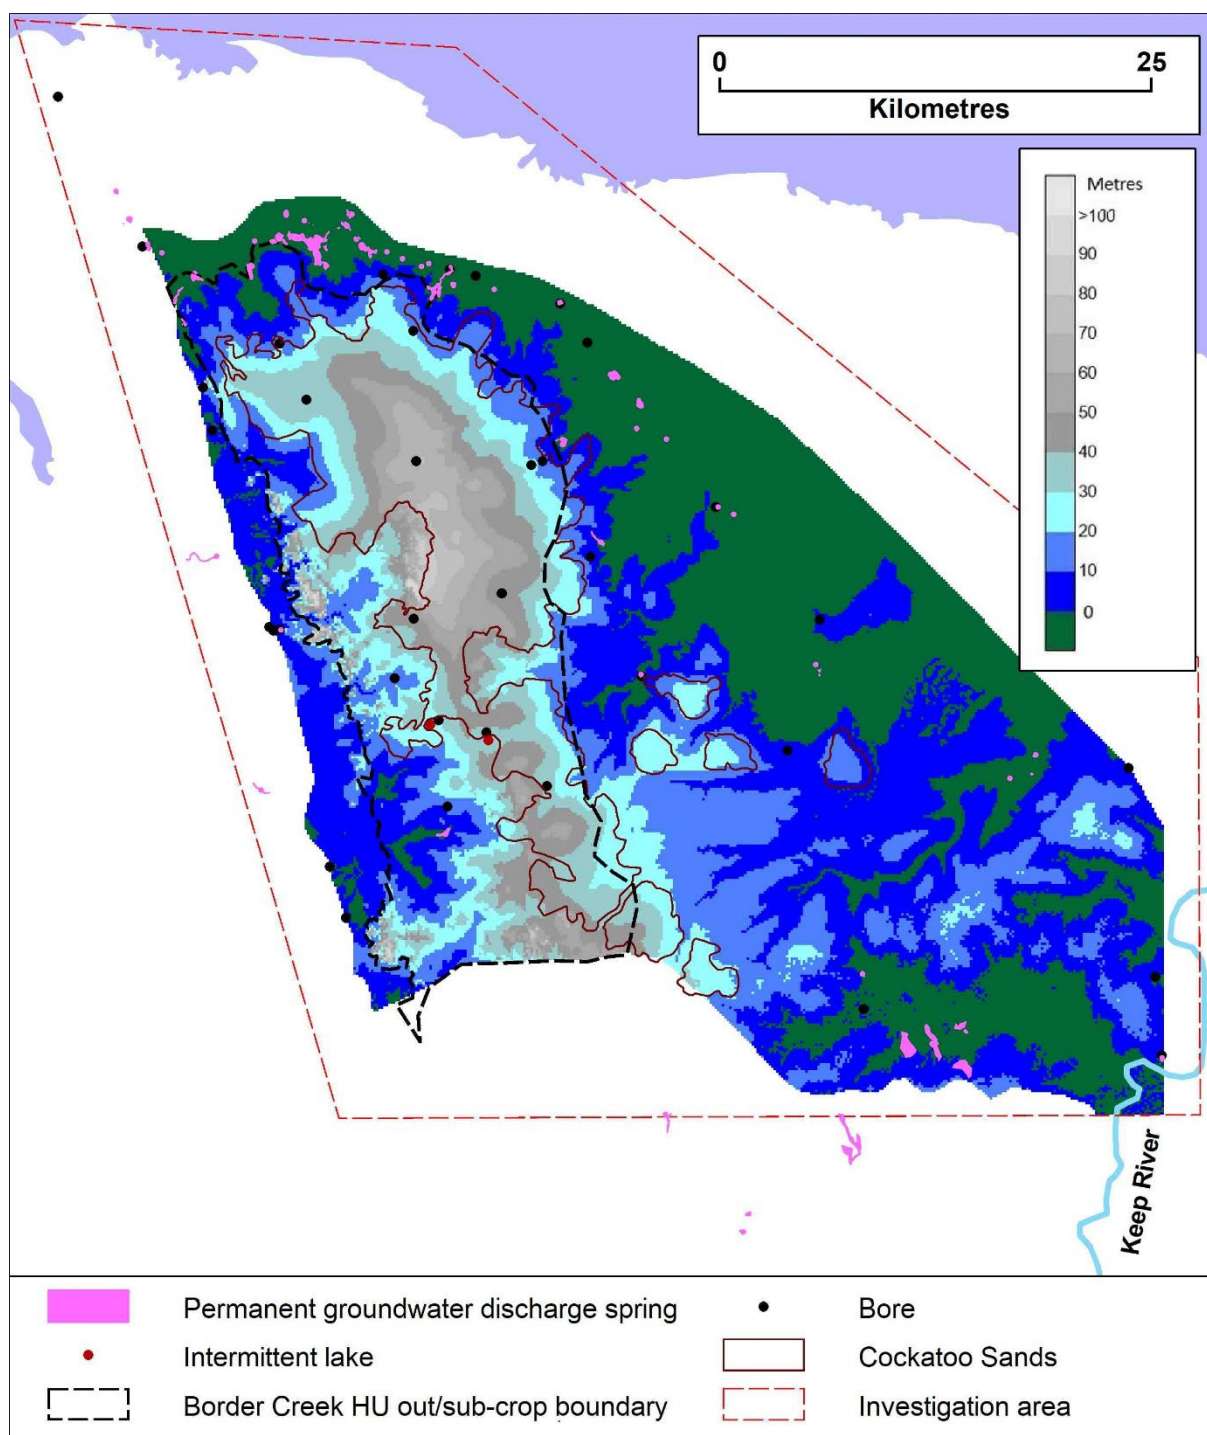 0 25
Kilometres
Metres
>100
90
80
70
60
50
40
30
20
10
0
Keep River
Permanent groundwater discharge spring
Bore
Intermittent lake
Cockatoo Sands
Border Creek HU out/sub-crop boundary
Investigation area